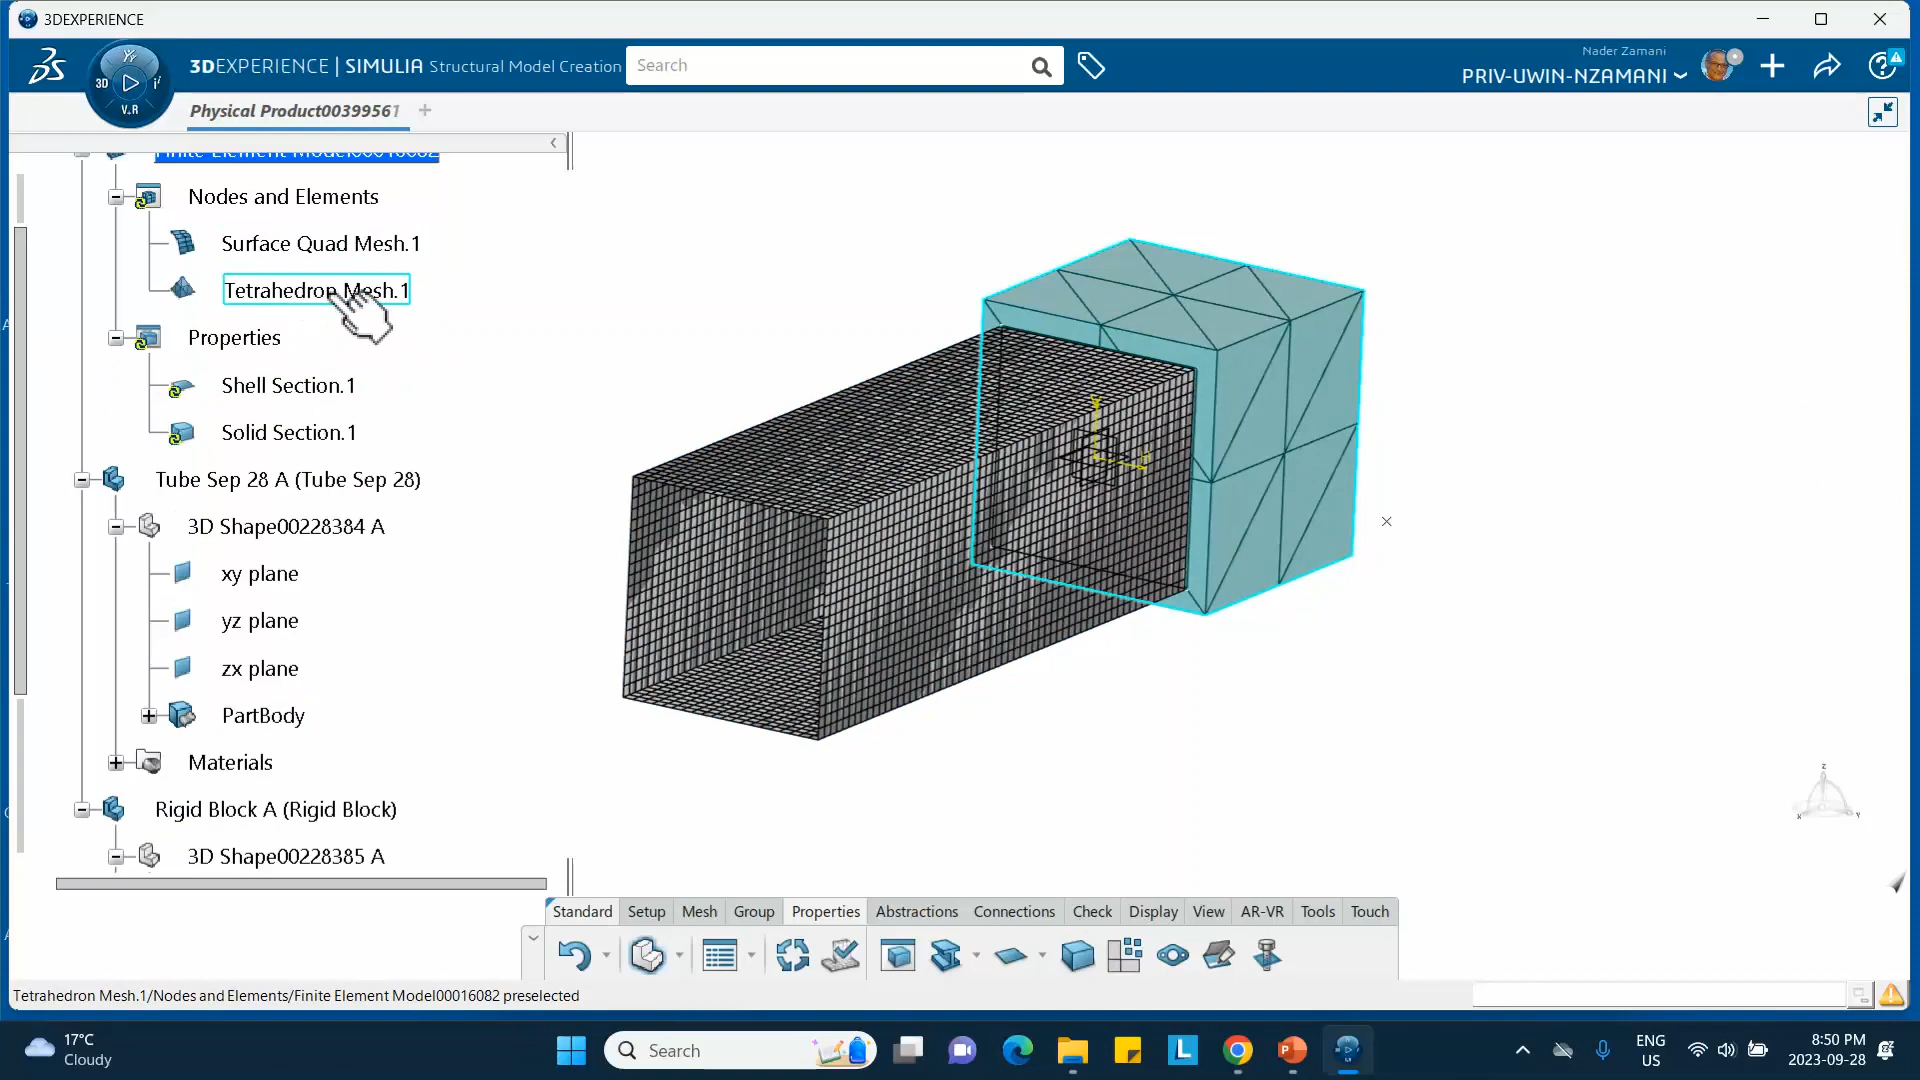 3DEXPERIENCE
3DEXPERIENCE | SIMULIA Structural Model Creation
Search
Nader Zamani
PRIV-UWIN-NZAMANI
3D
V.R
Physical Product00399561
Finite Element Model00016082
Nodes and Elements
Surface Quad Mesh.1
Tetrahedron Mesh.1
Properties
Shell Section.1
Solid Section.1
Tube Sep 28 A (Tube Sep 28)
3D Shape00228384 A
xy plane
yz plane
zx plane
PartBody
Materials
Rigid Block A (Rigid Block)
3D Shape00228385 A
Standard Setup Mesh Group Properties Abstractions Connections Check Display View AR-VR Tools Touch
Tetrahedron Mesh.1/Nodes and Elements/Finite Element Model00016082 preselected
17°C
Cloudy
Search
ENG
US
8:50 PM
2023-09-28